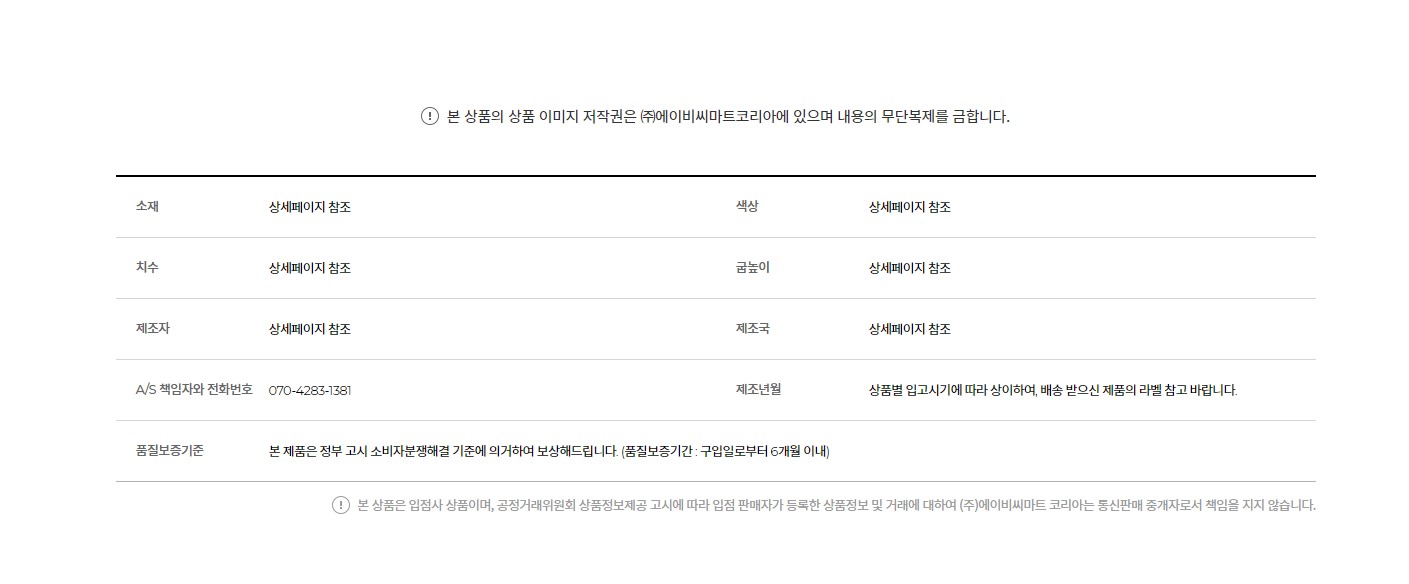 본 상품의 상품 이미지 저작권은 ㈜에이비씨마트코리아에 있으며 내용의 무단복제를 금합니다.
소재 상세페이지 참조 색상 상세페이지 참조
치수 상세페이지 참조 굽높이 상세페이지 참조
제조자 상세페이지 참조 제조국 상세페이지 참조
A/S 책임자와 전화번호 070-4283-1381 제조년월 상품별 입고시기에 따라 상이하여, 배송 받으신 제품의 라벨 참고 바랍니다.
품질보증기준 본 제품은 정부 고시 소비자분쟁해결 기준에 의거하여 보상해드립니다. (품질보증기간 : 구입일로부터 6개월 이내)
본 상품은 입점사 상품이며, 공정거래위원회 상품정보제공 고시에 따라 입점 판매자가 등록한 상품정보 및 거래에 대하여 (주)에이비씨마트 코리아는 통신판매 중개자로서 책임을 지지 않습니다.